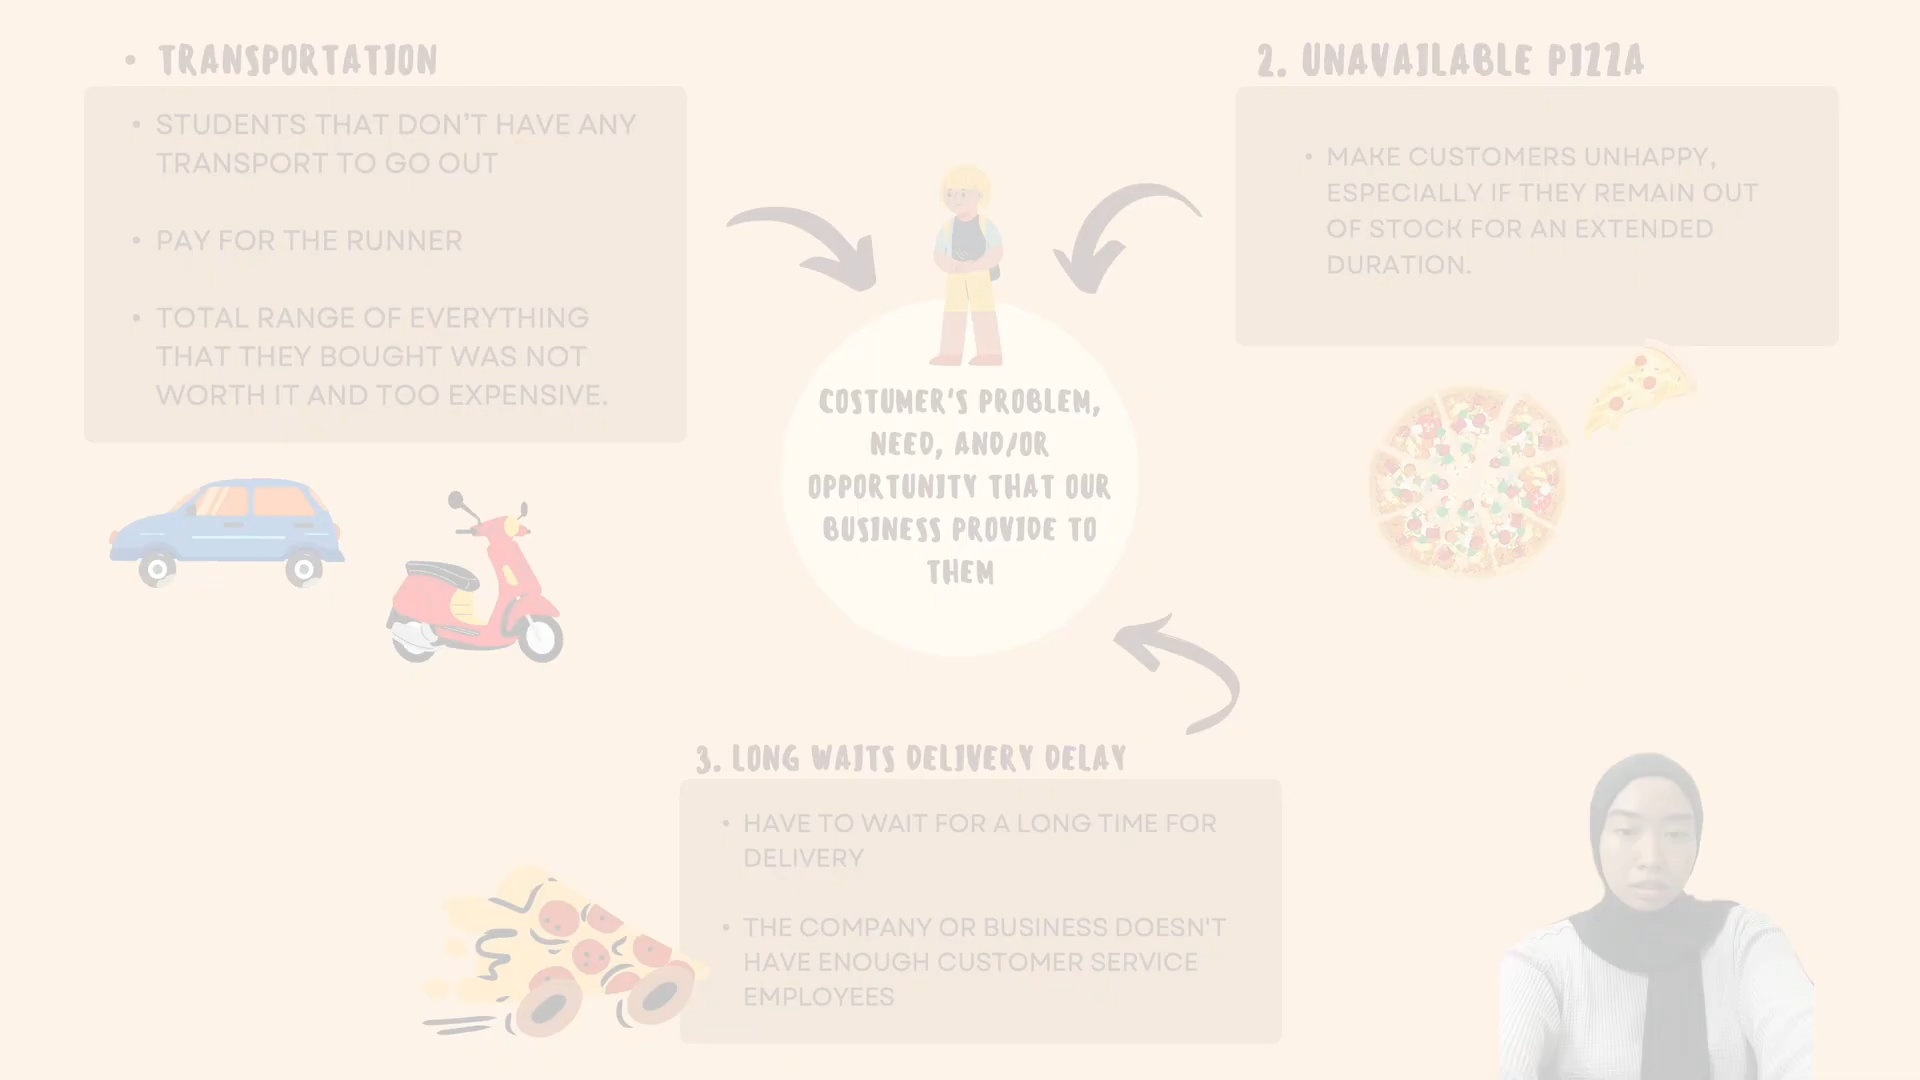 • TRANSPORTATION
• STUDENTS THAT DON'T HAVE ANY
TRANSPORT TO GO OUT
• PAY FOR THE RUNNER
• TOTAL RANGE OF EVERYTHING
THAT THEY BOUGHT WAS NOT
WORTH IT AND TOO EXPENSIVE.
2. UNAVAILABLE PIZZA
• MAKE CUSTOMERS UNHAPPY,
ESPECIALLY IF THEY REMAIN OUT
OF STOCK FOR AN EXTENDED
DURATION.
COSTUMER'S PROBLEM,
NEED, AND/OR
OPPORTUNITY THAT OUR
BUSINESS PROVIDE TO
THEM
3. LONG WAITS DELIVERY DELAY
• HAVE TO WAIT FOR A LONG TIME FOR
DELIVERY
• THE COMPANY OR BUSINESS DOESN'T
HAVE ENOUGH CUSTOMER SERVICE
EMPLOYEES